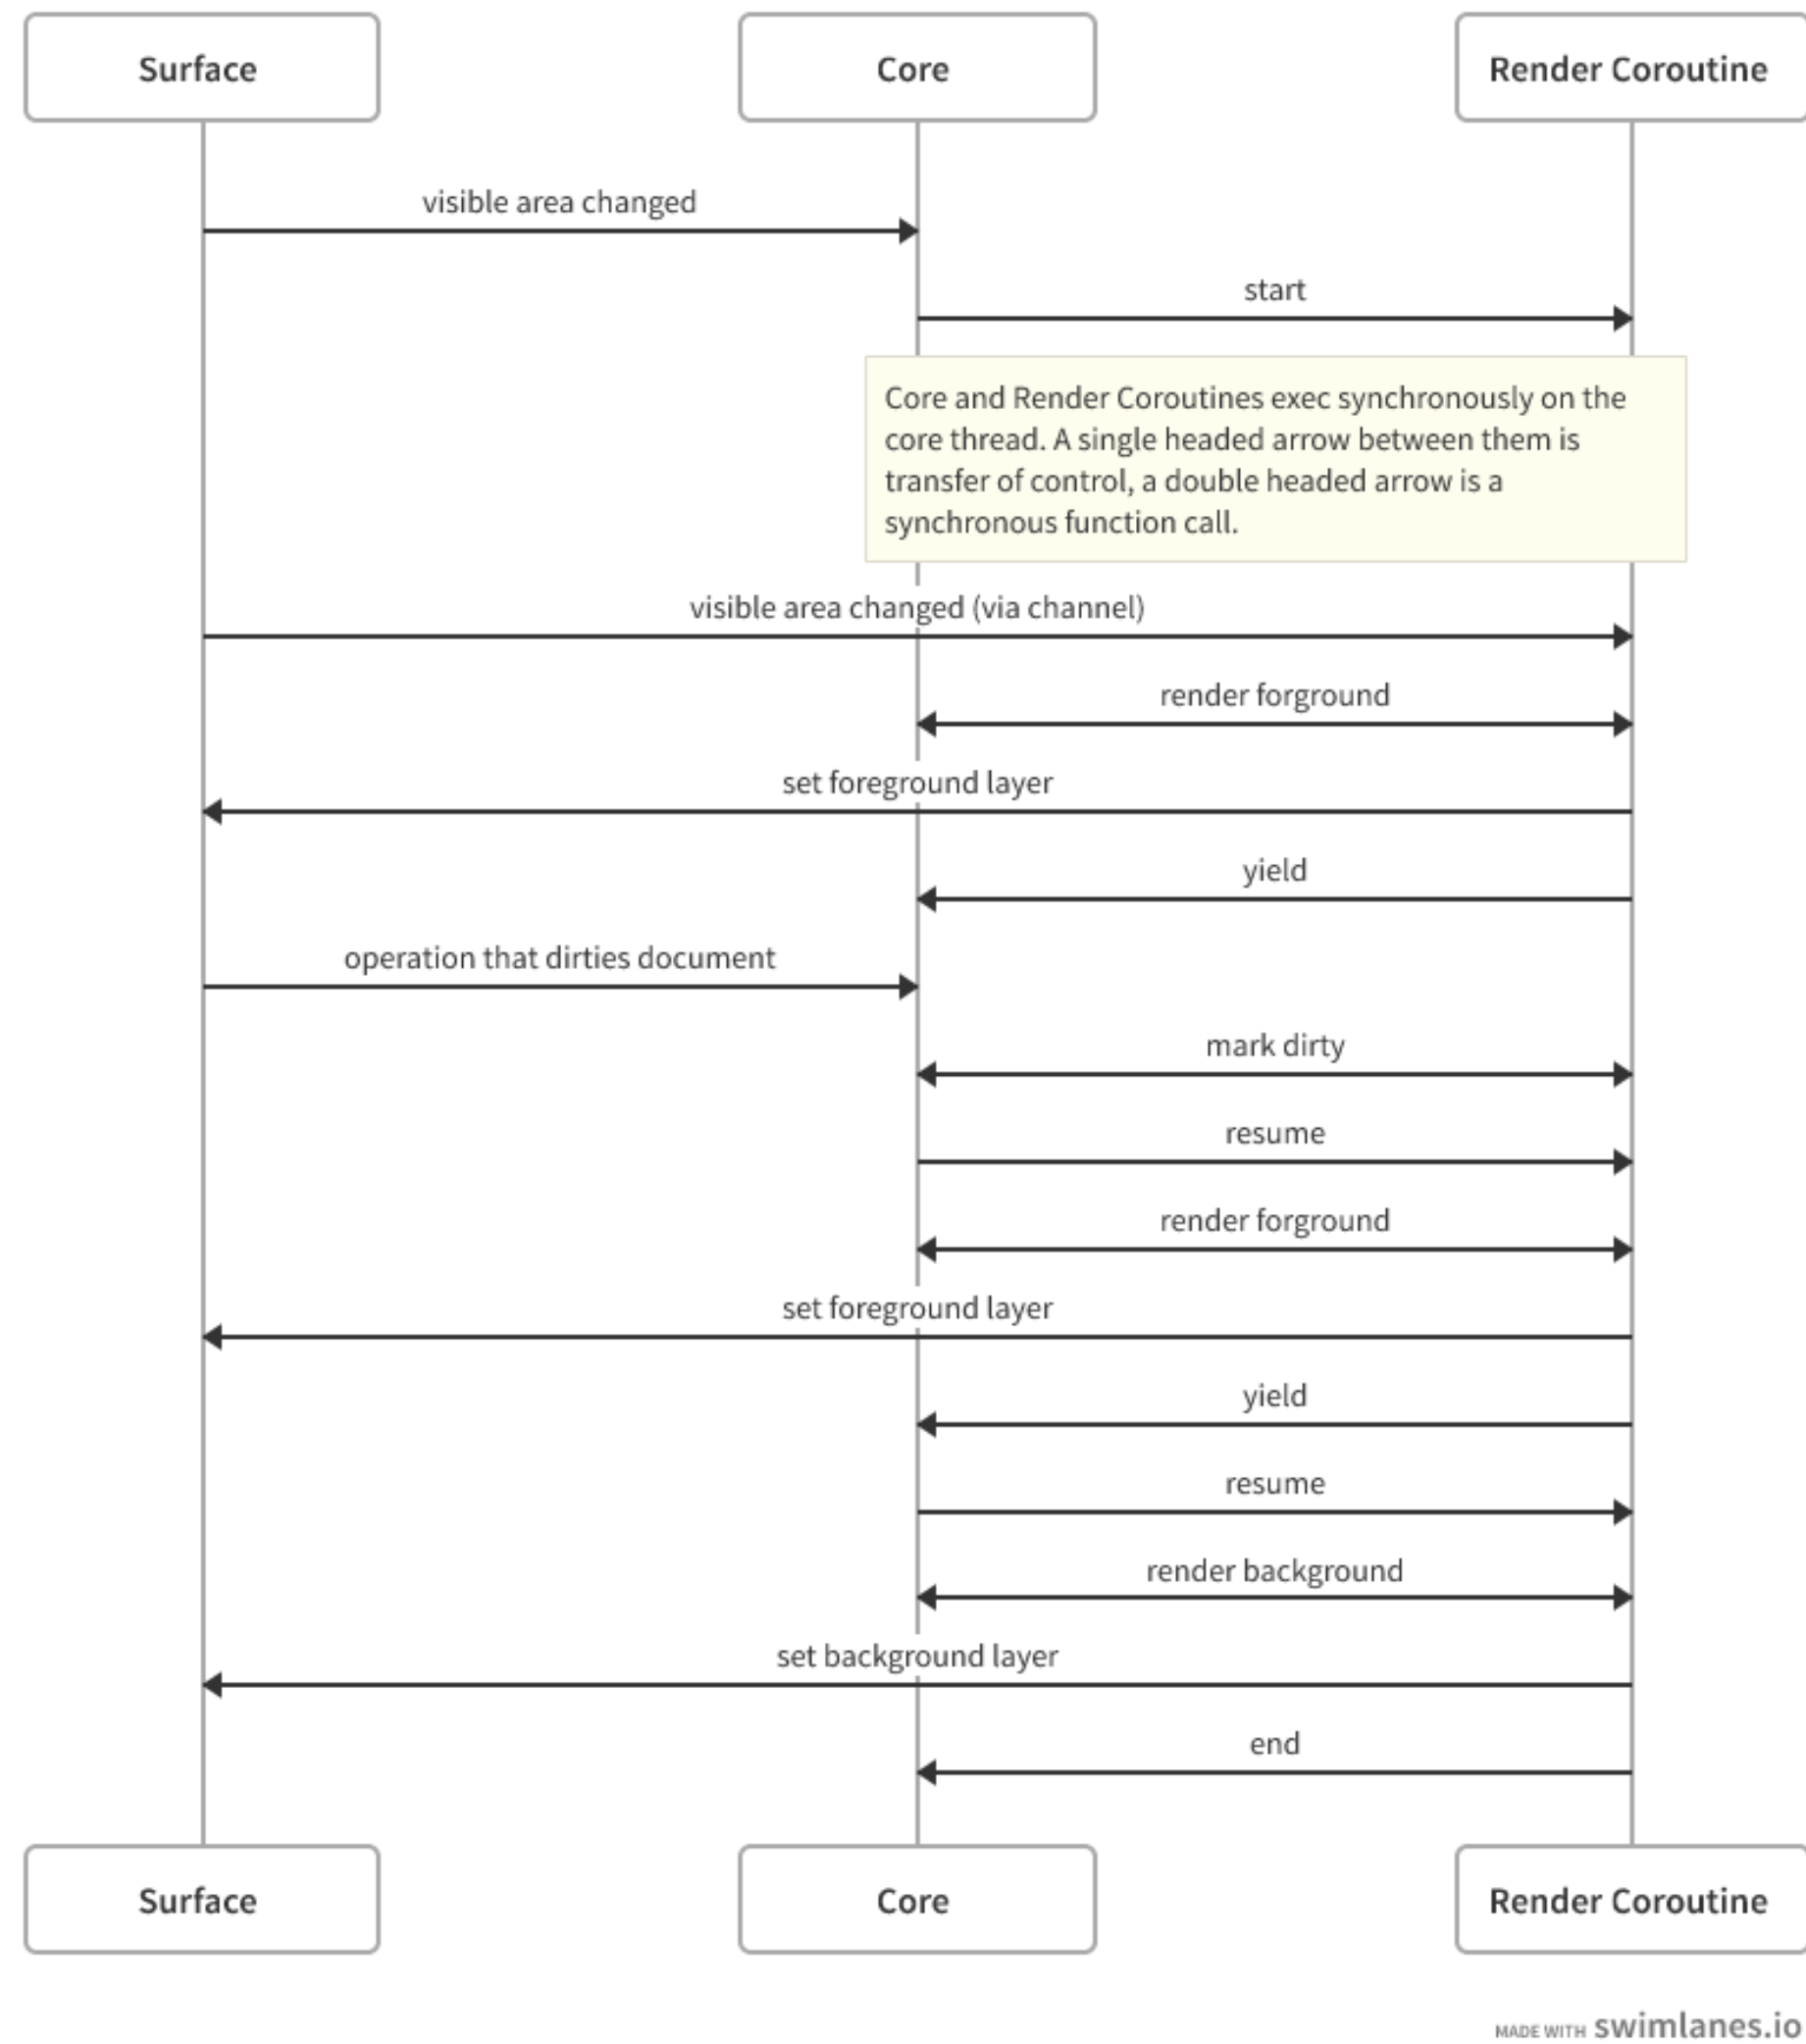 Surface
Core
Render Coroutine
visible area changed
start
Core and Render Coroutines exec synchronously on the
core thread. A single headed arrow between them is
transfer of control, a double headed arrow is a
synchronous function call.
visible area changed (via channel)
render forground
set foreground layer
yield
operation that dirties document
mark dirty
resume
render forground
set foreground layer
yield
resume
render background
set background layer
end
Surface
Core
Render Coroutine
MADE WITH swimlanes.io